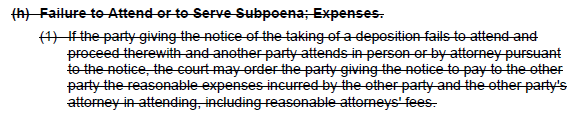 (h) Failure to Attend or to Serve Subpoena; Expenses.
(1) If the party giving the notice of the taking of a deposition fails to attend and
proceed therewith and another party attends in person or by attorney pursuant
to the notice, the court may order the party giving the notice to pay to the other
party the reasonable expenses incurred by the other party and the other party's
attorney in attending, including reasonable attorneys' fees.